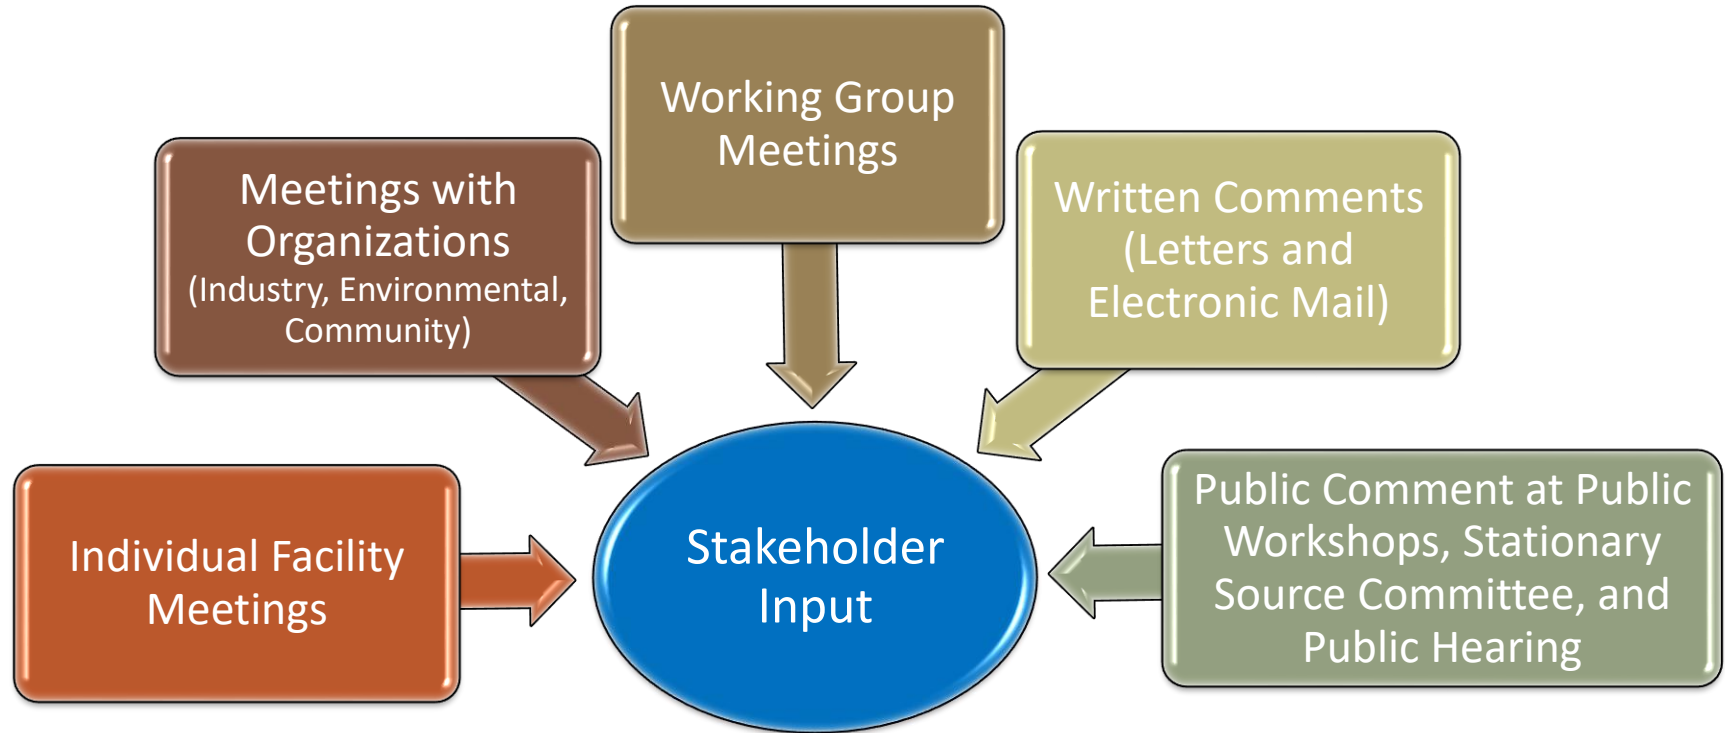 Working Group
Meetings
Meetings with
Organizations
(Industry, Environmental,
Community)
Written Comments
(Letters and
Electronic Mail)
Individual Facility
Meetings
Stakeholder
Input
Public Comment at Public
Workshops, Stationary
Source Committee, and
Public Hearing